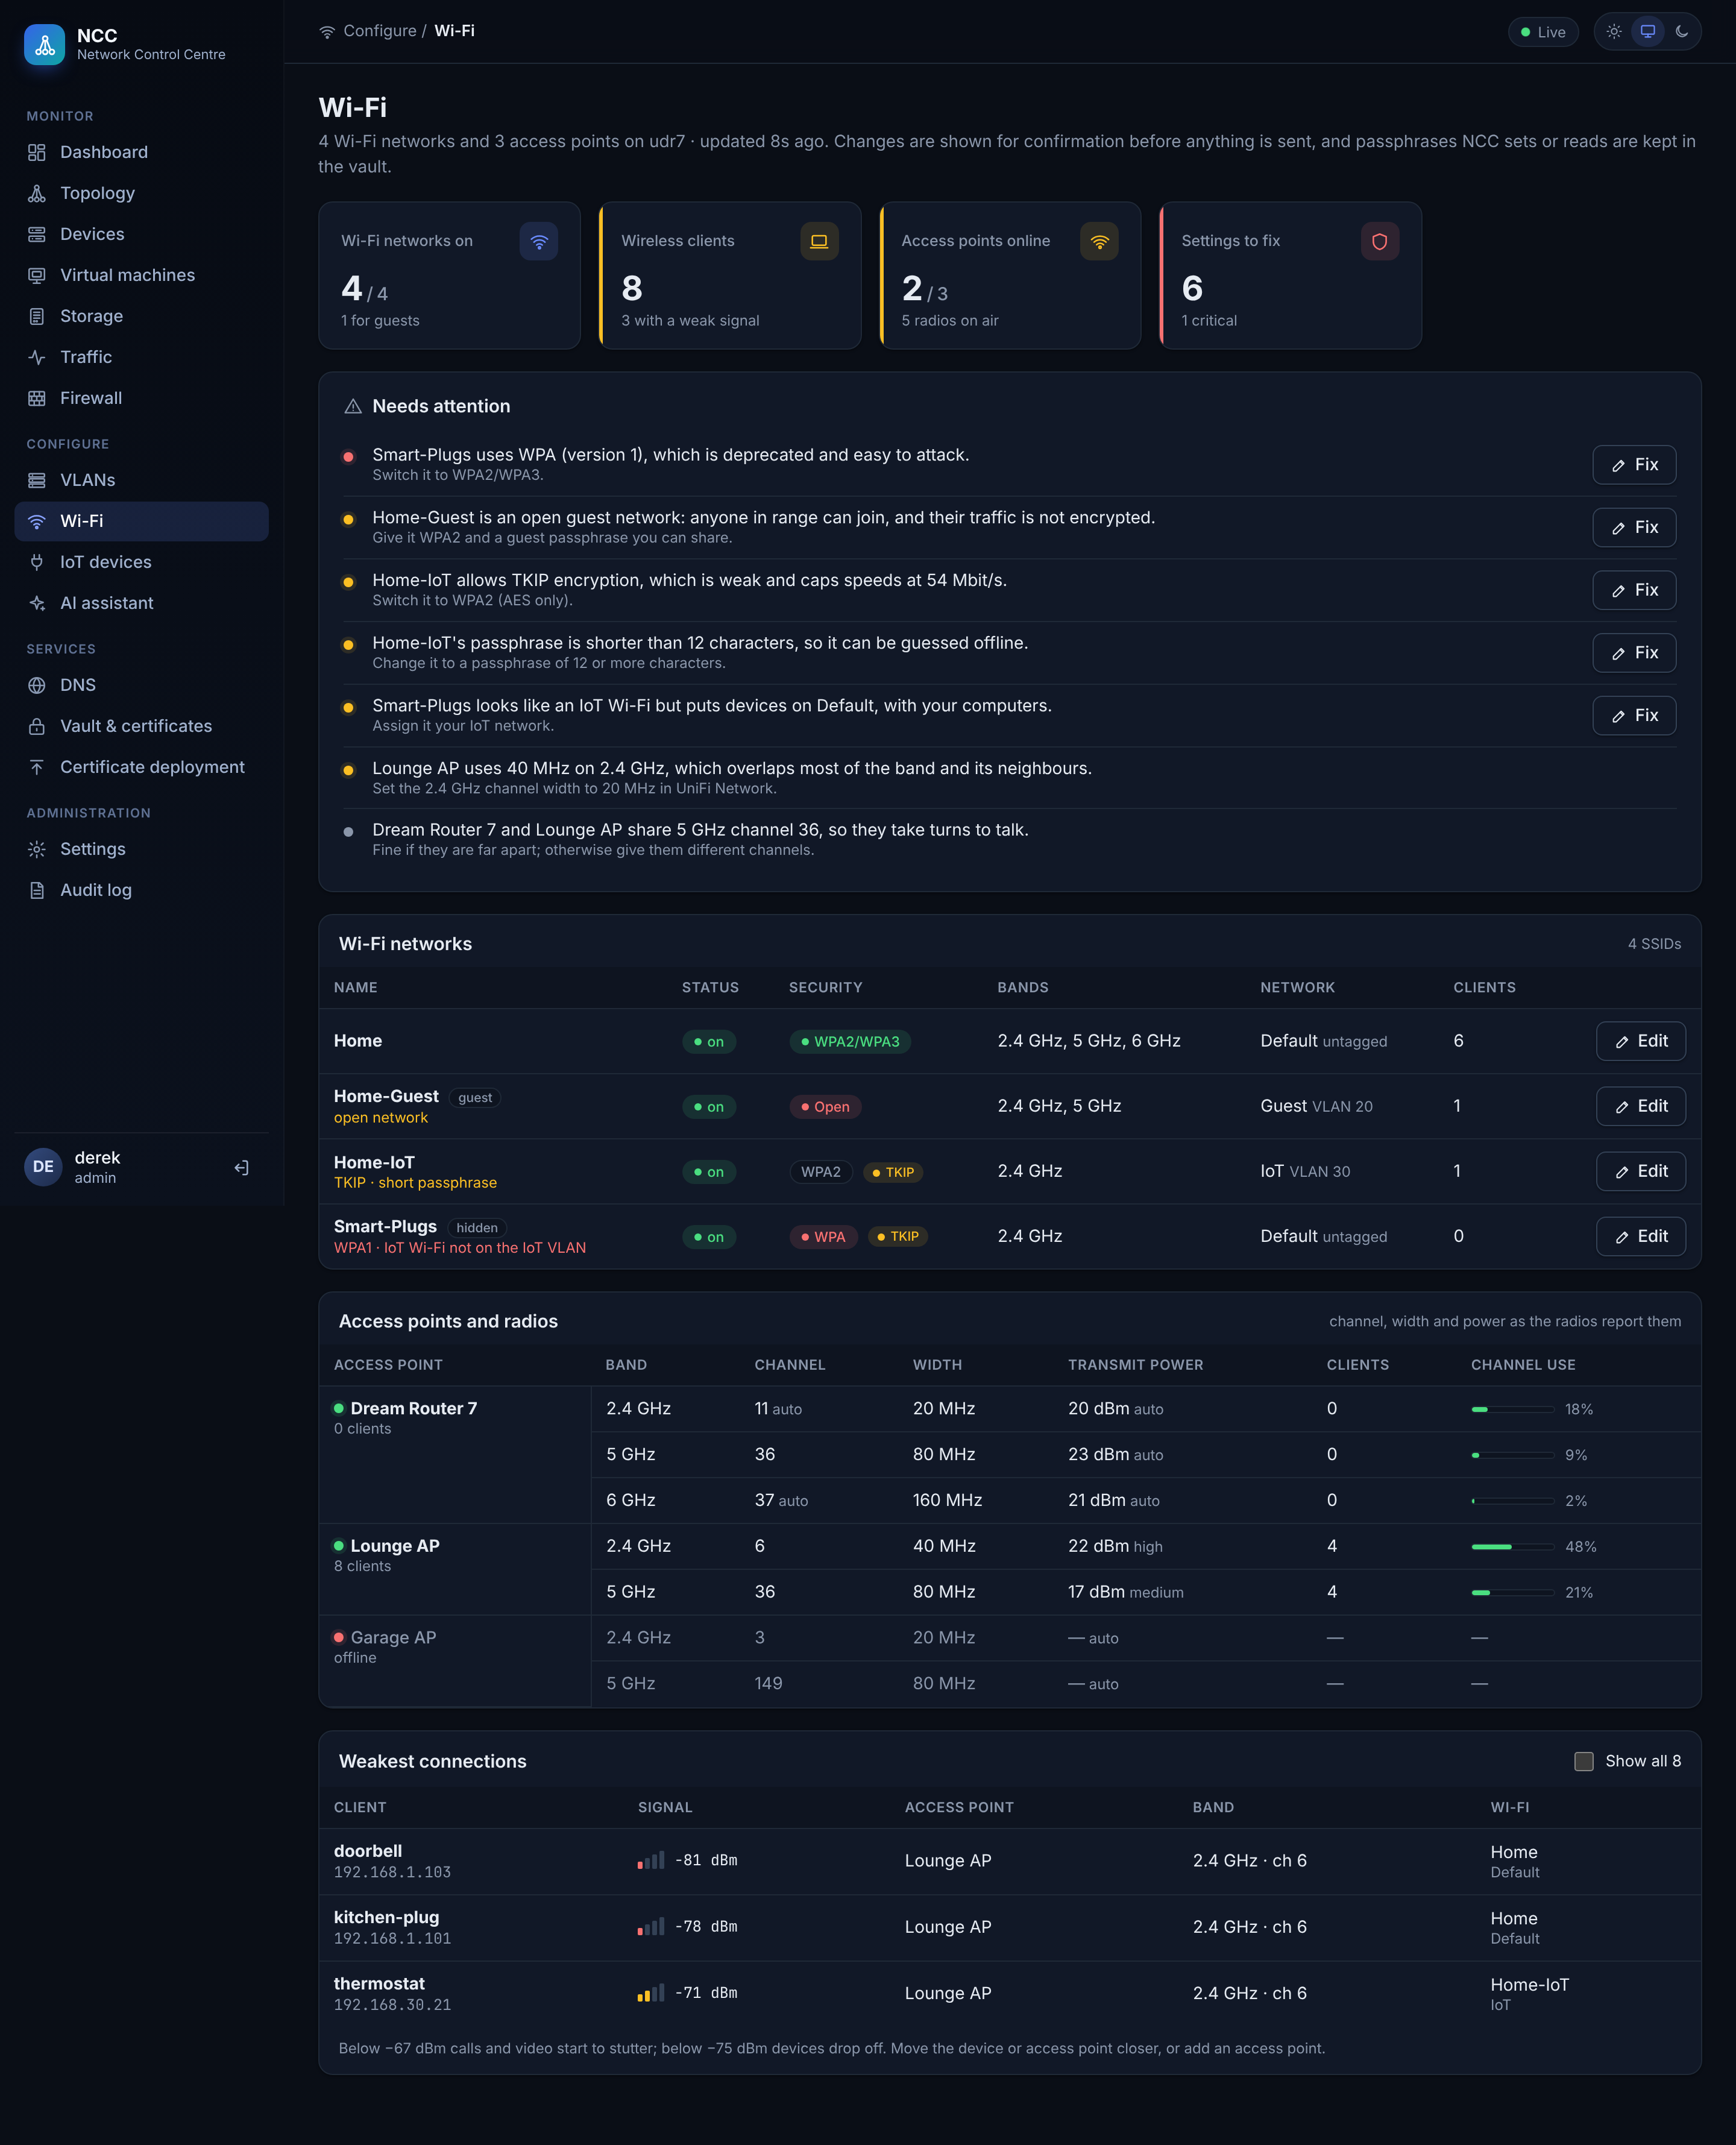 NCC
Network Control Centre
MONITOR
Dashboard
Topology
Devices
Virtual machines
Storage
Traffic
Firewall
CONFIGURE
VLANs
Wi-Fi
IoT devices
AI assistant
SERVICES
DNS
Vault & certificates
Certificate deployment
ADMINISTRATION
Settings
Audit log
DE
derek
admin
Configure / Wi-Fi
Live
Wi-Fi
4 Wi-Fi networks and 3 access points on udr7 · updated 8s ago. Changes are shown for confirmation before anything is sent, and passphrases NCC sets or reads are kept in
the vault.
Wi-Fi networks on
4 / 4
1 for guests
Wireless clients
8
3 with a weak signal
Access points online
2 / 3
5 radios on air
Settings to fix
6
1 critical
Needs attention
Smart-Plugs uses WPA (version 1), which is deprecated and easy to attack.
Switch it to WPA2/WPA3.
Fix
Home-Guest is an open guest network: anyone in range can join, and their traffic is not encrypted.
Give it WPA2 and a guest passphrase you can share.
Fix
Home-IoT allows TKIP encryption, which is weak and caps speeds at 54 Mbit/s.
Switch it to WPA2 (AES only).
Fix
Home-IoT's passphrase is shorter than 12 characters, so it can be guessed offline.
Change it to a passphrase of 12 or more characters.
Fix
Smart-Plugs looks like an IoT Wi-Fi but puts devices on Default, with your computers.
Assign it your IoT network.
Fix
Lounge AP uses 40 MHz on 2.4 GHz, which overlaps most of the band and its neighbours.
Set the 2.4 GHz channel width to 20 MHz in UniFi Network.
Dream Router 7 and Lounge AP share 5 GHz channel 36, so they take turns to talk.
Fine if they are far apart; otherwise give them different channels.
Wi-Fi networks
4 SSIDs
NAME STATUS SECURITY BANDS NETWORK CLIENTS
Home on WPA2/WPA3 2.4 GHz, 5 GHz, 6 GHz Default untagged 6 Edit
Home-Guest guest on Open 2.4 GHz, 5 GHz Guest VLAN 20 1 Edit
open network
Home-IoT on WPA2 TKIP 2.4 GHz IoT VLAN 30 1 Edit
TKIP · short passphrase
Smart-Plugs hidden on WPA TKIP 2.4 GHz Default untagged 0 Edit
WPA1 · IoT Wi-Fi not on the IoT VLAN
Access points and radios
channel, width and power as the radios report them
ACCESS POINT BAND CHANNEL WIDTH TRANSMIT POWER CLIENTS CHANNEL USE
Dream Router 7 2.4 GHz 11 auto 20 MHz 20 dBm auto 0 18%
0 clients
5 GHz 36 80 MHz 23 dBm auto 0 9%
6 GHz 37 auto 160 MHz 21 dBm auto 0 2%
Lounge AP 2.4 GHz 6 40 MHz 22 dBm high 4 48%
8 clients
5 GHz 36 80 MHz 17 dBm medium 4 21%
Garage AP 2.4 GHz 3 20 MHz — auto — —
offline
5 GHz 149 80 MHz — auto — —
Weakest connections
Show all 8
CLIENT SIGNAL ACCESS POINT BAND WI-FI
doorbell -81 dBm Lounge AP 2.4 GHz · ch 6 Home
192.168.1.103 Default
kitchen-plug -78 dBm Lounge AP 2.4 GHz · ch 6 Home
192.168.1.101 Default
thermostat -71 dBm Lounge AP 2.4 GHz · ch 6 Home-IoT
192.168.30.21 IoT
Below −67 dBm calls and video start to stutter; below −75 dBm devices drop off. Move the device or access point closer, or add an access point.